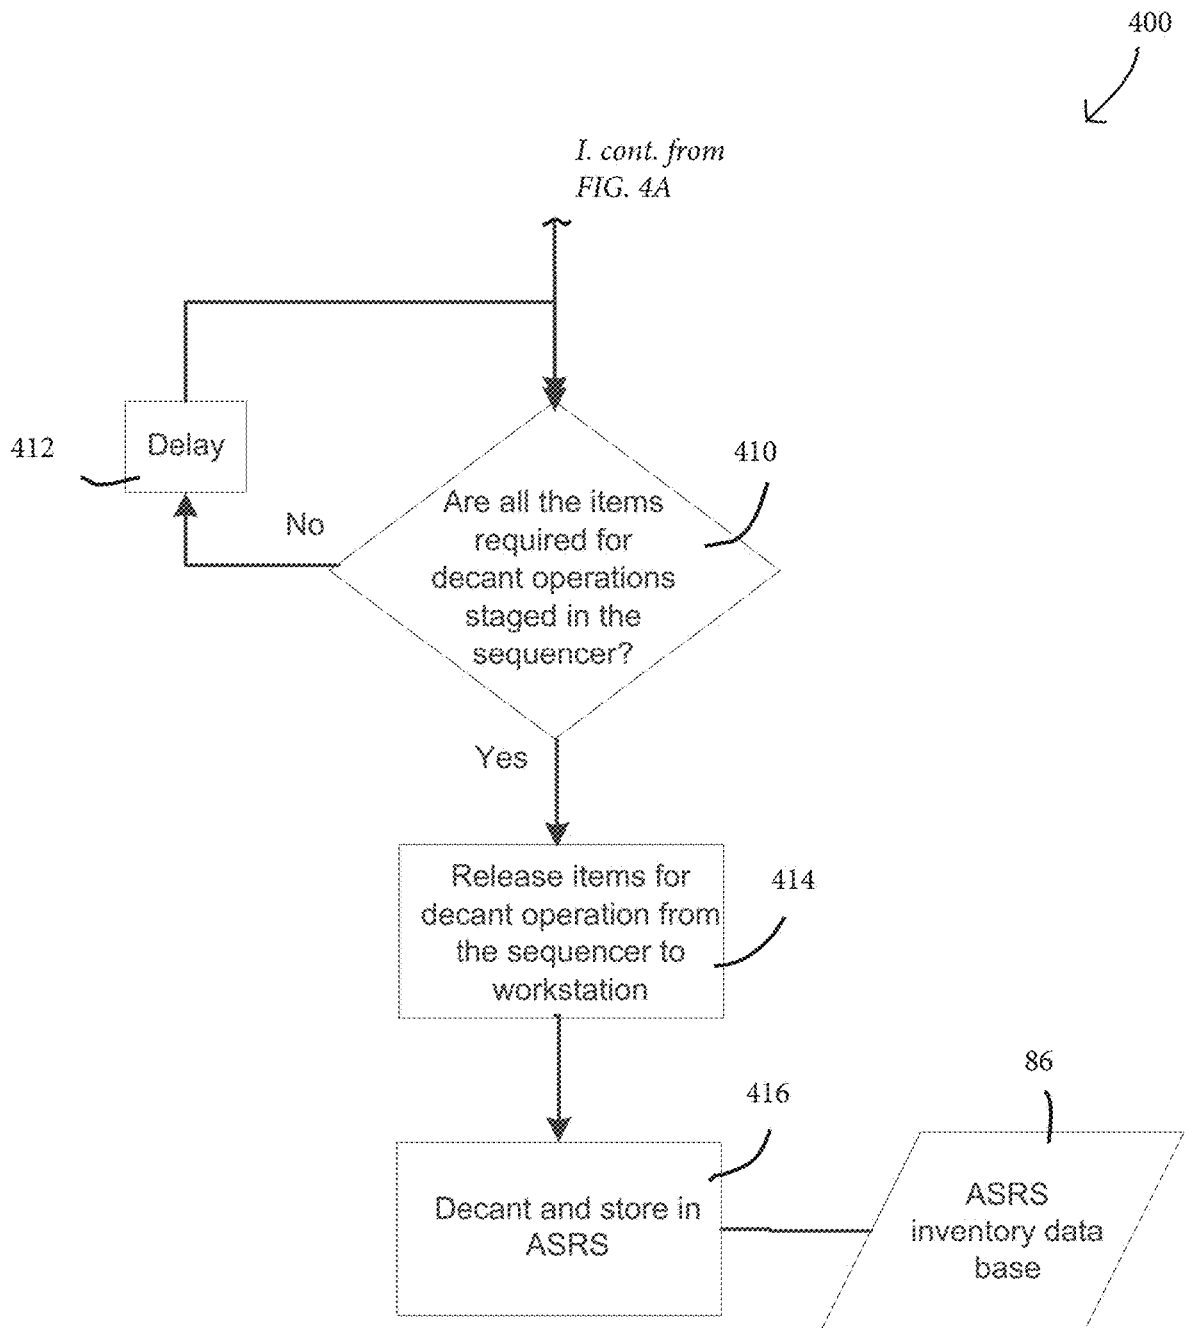 400
I. cont. from
FIG. 4A
412
Delay
410
No
Are all the items
required for
decant operations
staged in the
sequencer?
Yes
Release items for
decant operation from
the sequencer to
workstation
414
416
86
Decant and store in
ASRS
ASRS
inventory data
base